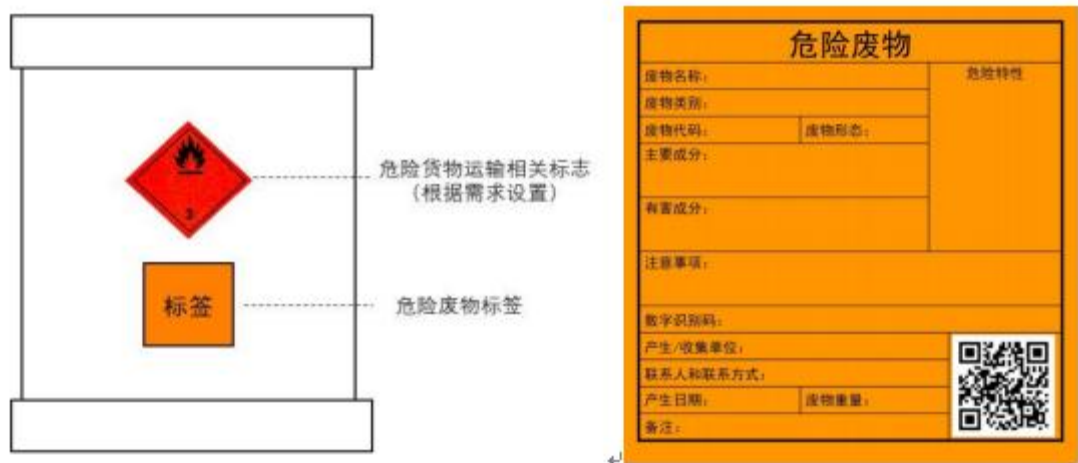 危险货物运输相关标志
（根据需求设置）
3
标签
危险废物标签
危险废物
废物名称：
危险特性
废物类别：
废物代码：
废物形态：
主要成分：
有害成分：
注意事项：
数字识别码：
产生/收集单位：
联系人和联系方式：
产生日期：
废物重量：
备注：